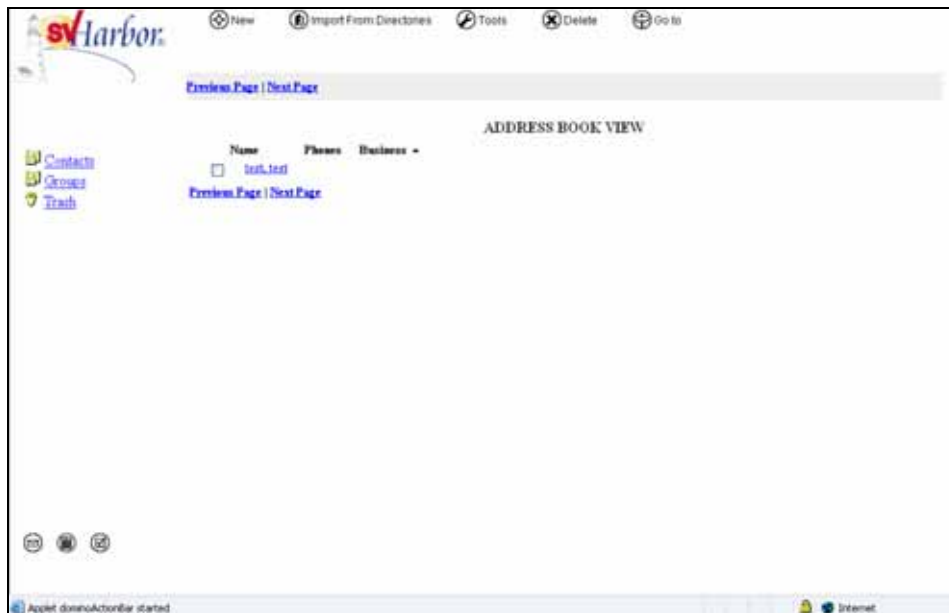 SVHarbor
New Import From Directories Tools Delete Go to
Previous Page | Next Page
ADDRESS BOOK VIEW
Name Phones Business
test, test
Previous Page | Next Page
Contacts
Groups
Trash
Applet dominoActionBar started
Internet